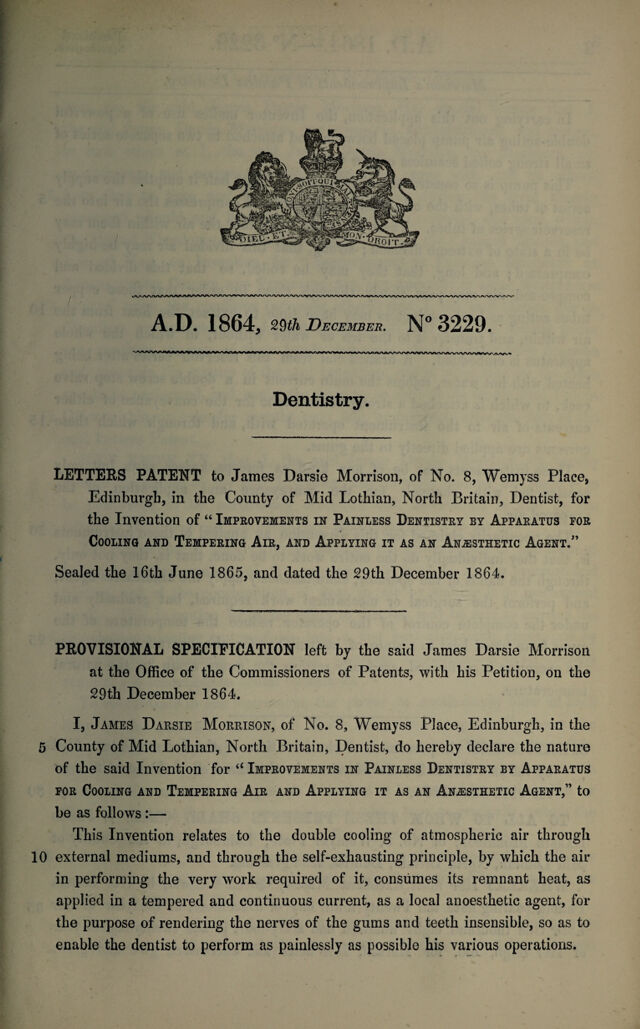 HONI SOIT QUI MAL Y PENSE
DIEU · ET · MON · DROIT ·
A.D. 1864, 29th DECEMBER. No 3229.
Dentistry.
LETTERS PATENT to James Darsie Morrison, of No. 8, Wemyss Place,
Edinburgh, in the County of Mid Lothian, North Britain, Dentist, for
the Invention of “IMPROVEMENTS IN PAINLESS DENTISTRY BY APPARATUS FOR
COOLING AND TEMPERING AIR, AND APPLYING IT AS AN ANÆSTHETIC AGENT.”
Sealed the 16th June 1865, and dated the 29th December 1864.
PROVISIONAL SPECIFICATION left by the said James Darsie Morrison
at the Office of the Commissioners of Patents, with his Petition, on the
29th December 1864.
I, JAMES DARSIE MORRISON, of No. 8, Wemyss Place, Edinburgh, in the
5 County of Mid Lothian, North Britain, Dentist, do hereby declare the nature
of the said Invention for “IMPROVEMENTS IN PAINLESS DENTISTRY BY APPARATUS
FOR COOLING AND TEMPERING AIR AND APPLYING IT AS AN ANÆSTHETIC AGENT,” to
be as follows :—
This Invention relates to the double cooling of atmospheric air through
10 external mediums, and through the self-exhausting principle, by which the air
in performing the very work required of it, consumes its remnant heat, as
applied in a tempered and continuous current, as a local anoesthetic agent, for
the purpose of rendering the nerves of the gums and teeth insensible, so as to
enable the dentist to perform as painlessly as possible his various operations.